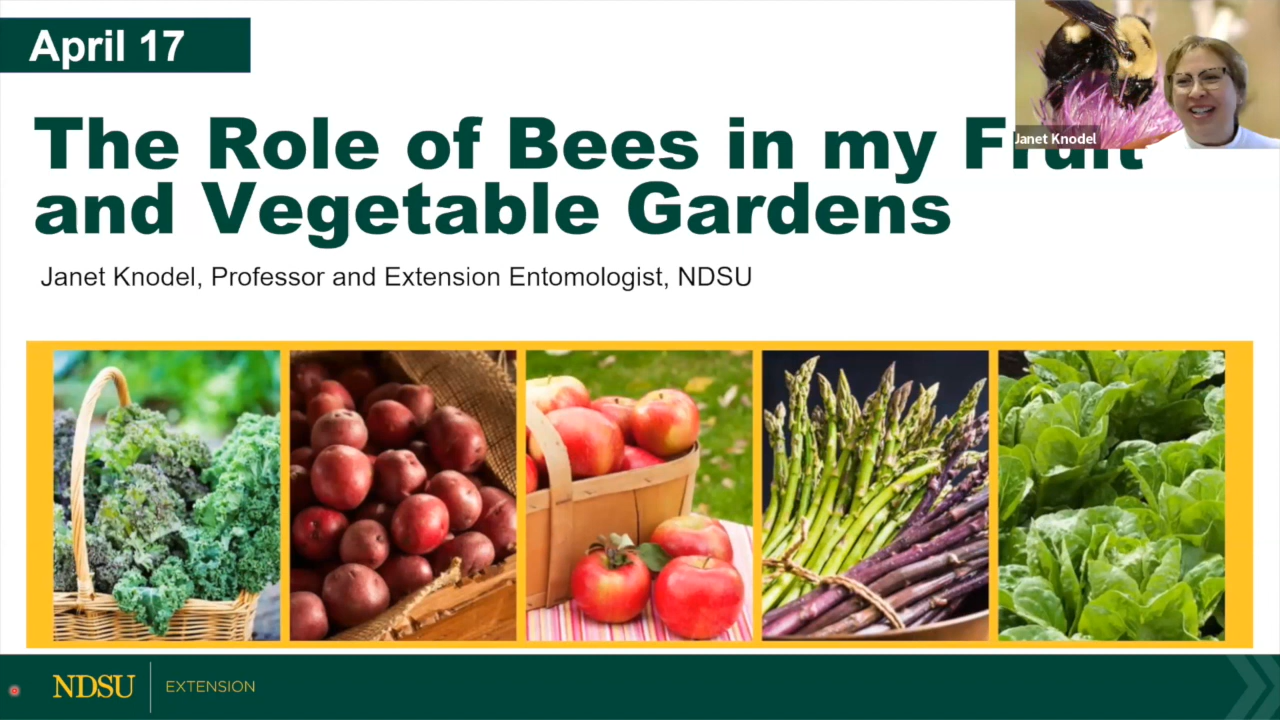 April 17
The Role of Bees in my Fruit
and Vegetable Gardens
Janet Knodel
Janet Knodel, Professor and Extension Entomologist, NDSU
NDSU
EXTENSION